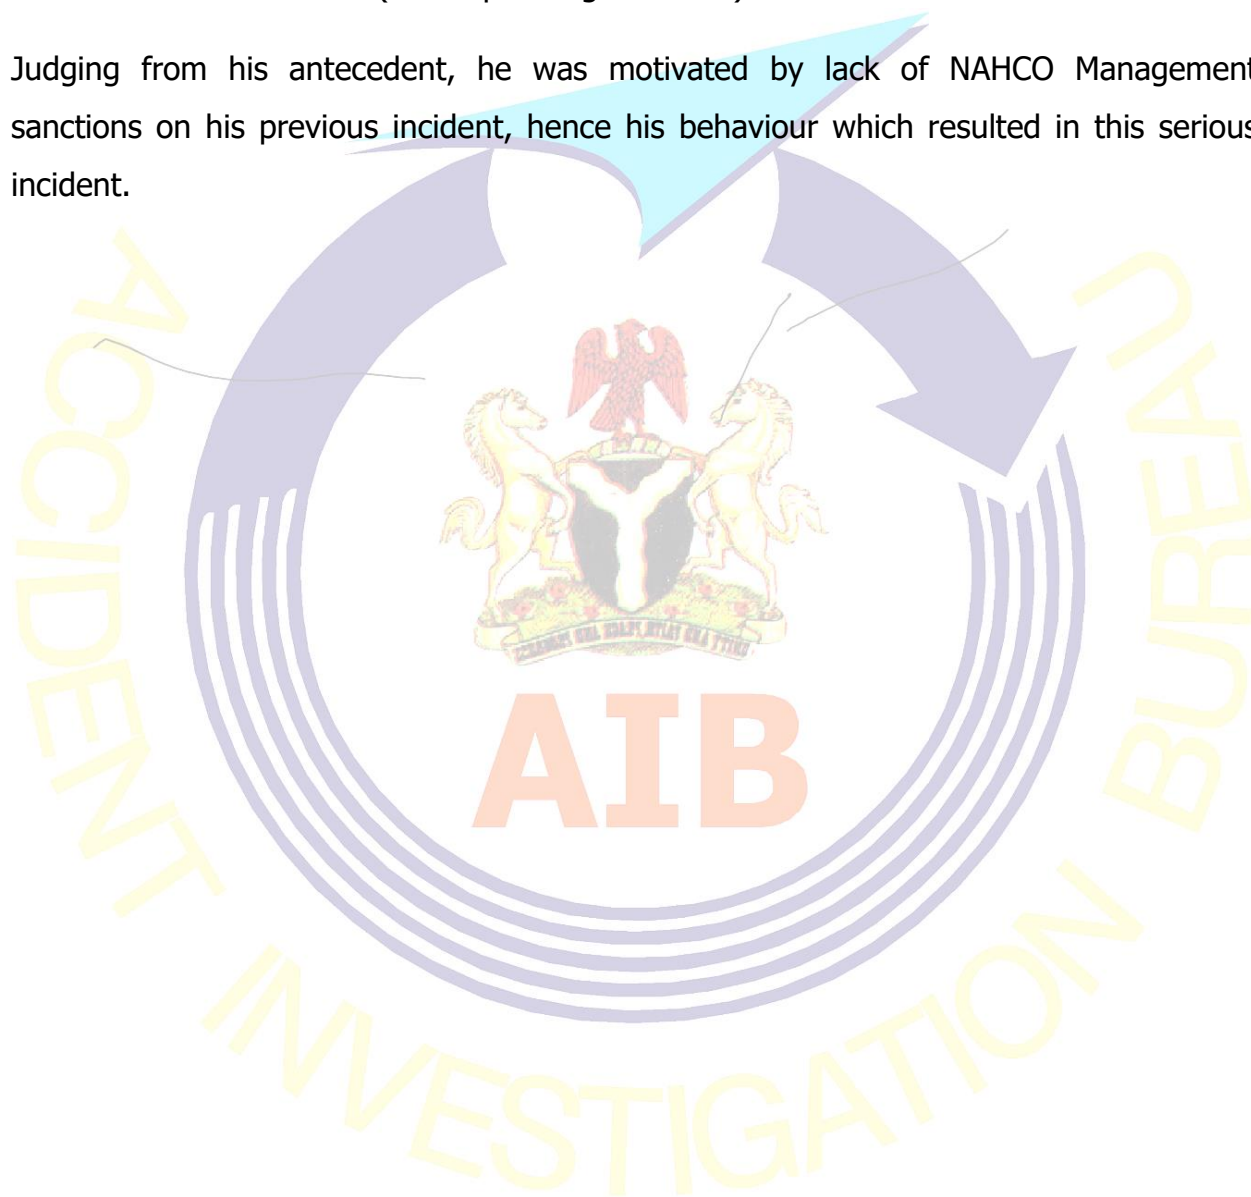 Judging from his antecedent, he was motivated by lack of NAHCO Management
sanctions on his previous incident, hence his behaviour which resulted in this serious
incident.
AIB
ACCIDENT INVESTIGATION BUREAU